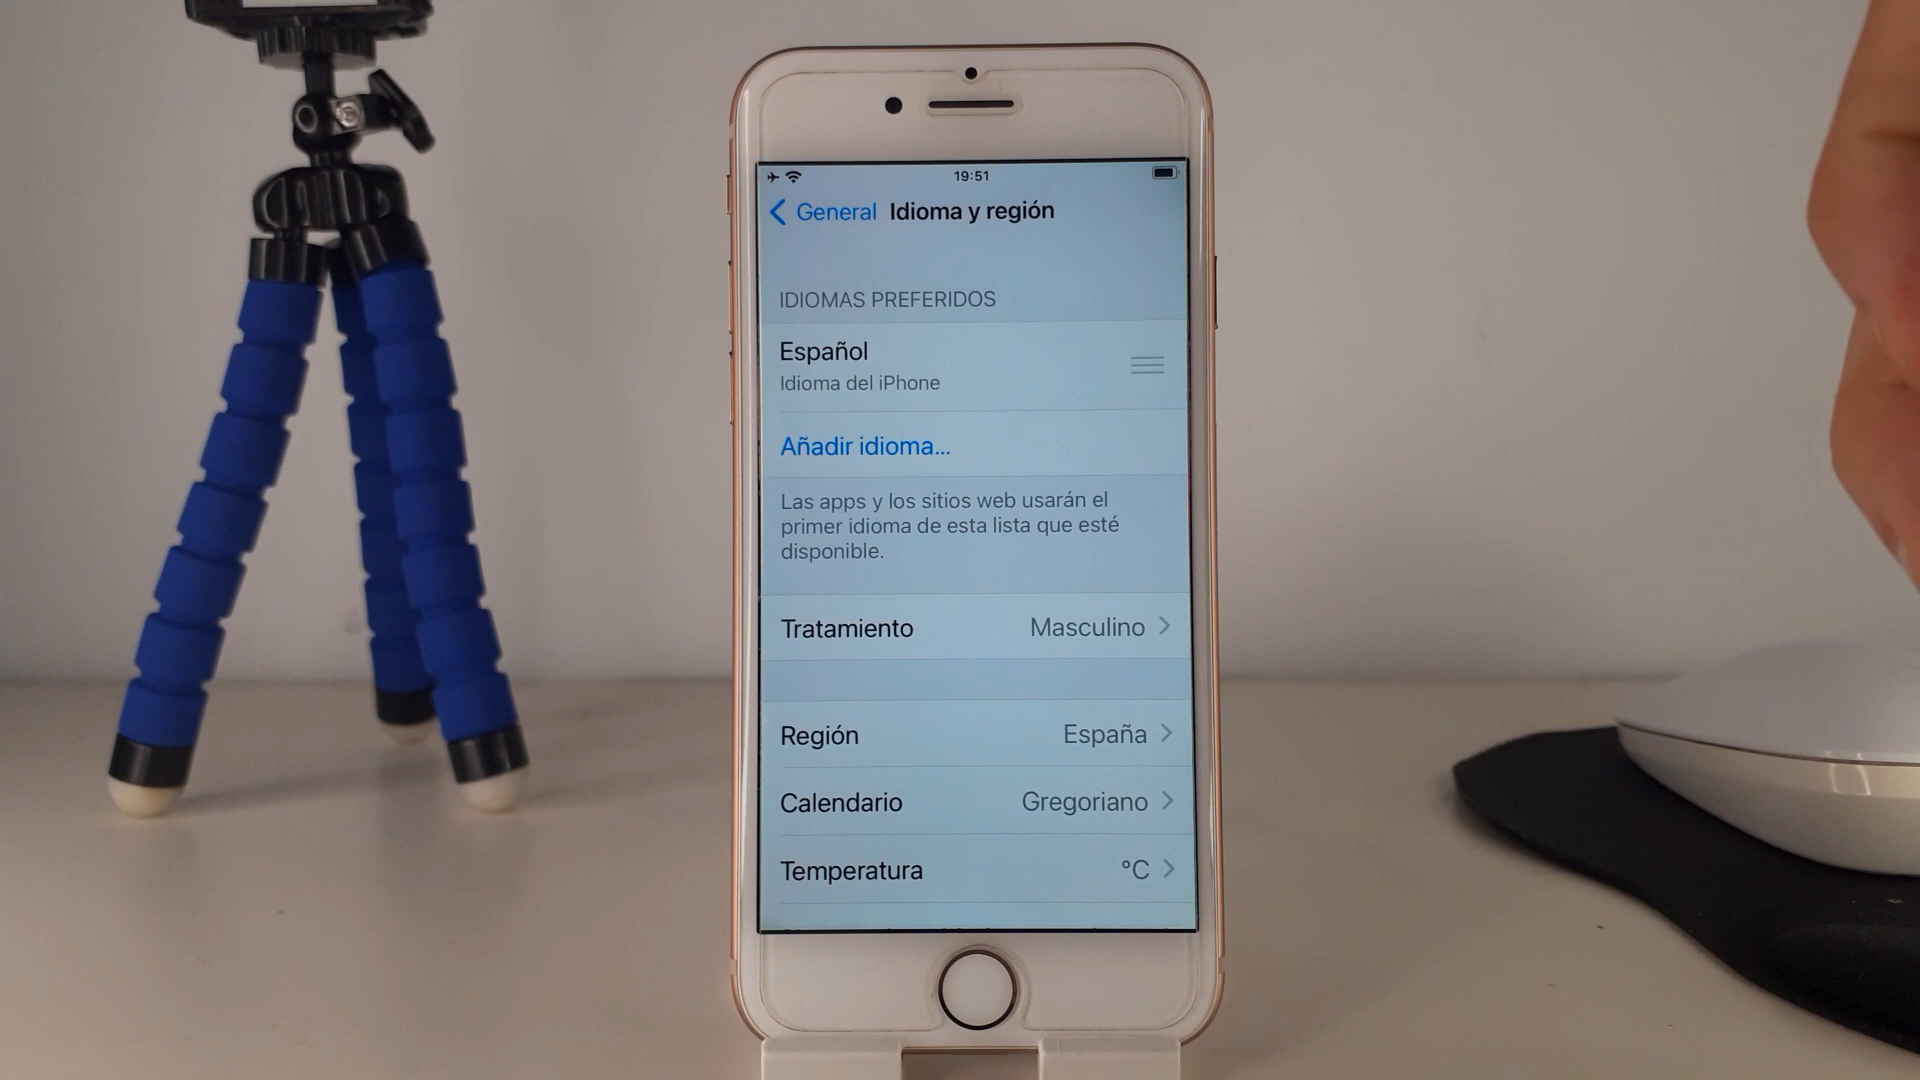 19:51
General Idioma y región
IDIOMAS PREFERIDOS
Español
Idioma del iPhone
Añadir idioma...
Las apps y los sitios web usarán el
primer idioma de esta lista que esté
disponible.
Tratamiento Masculino
Región España
Calendario Gregoriano
Temperatura °C